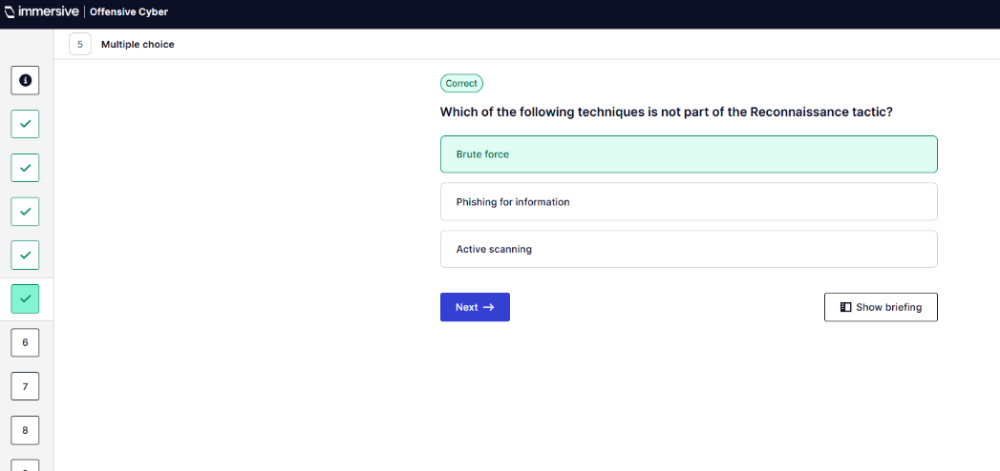 immersive | Offensive Cyber
5 Multiple choice
Correct
Which of the following techniques is not part of the Reconnaissance tactic?
Brute force
Phishing for information
Active scanning
Next →
Show briefing
6
7
8